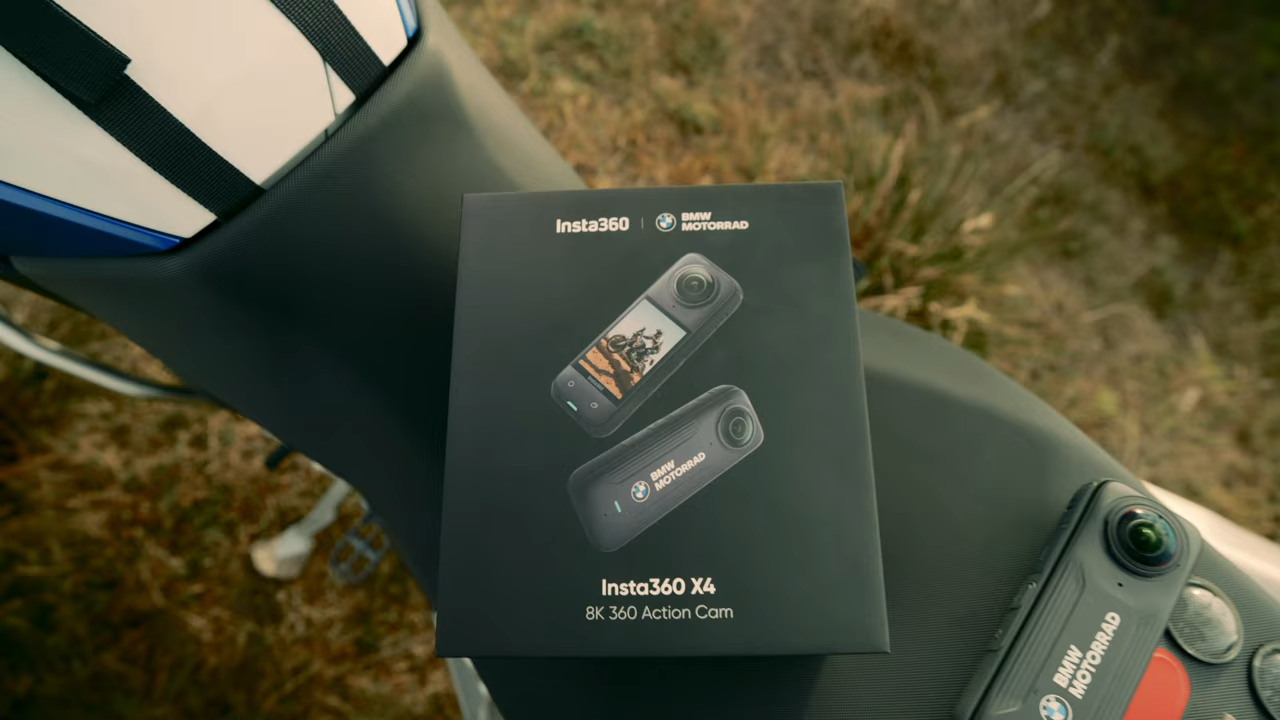 Insta360 | BMW
MOTORRAD
BMW
MOTORRAD
Insta360 X4
8K 360 Action Cam
BMW
MOTORRAD